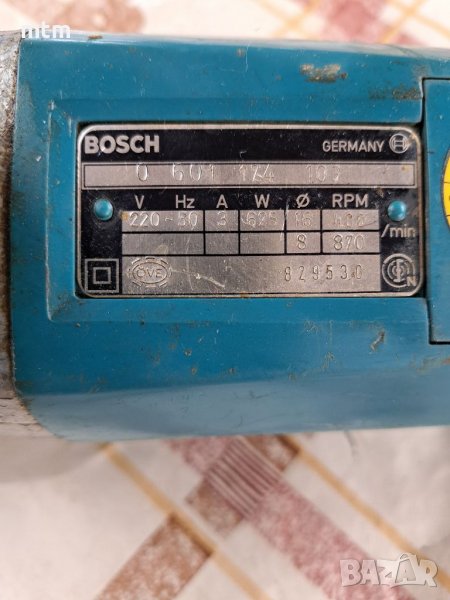 mtm
BOSCH GERMANY
0 601 174 103
V Hz A W Ø RPM
220-50 3 625 16 /min
8 870
ÖVE 829530 N
BAZAR